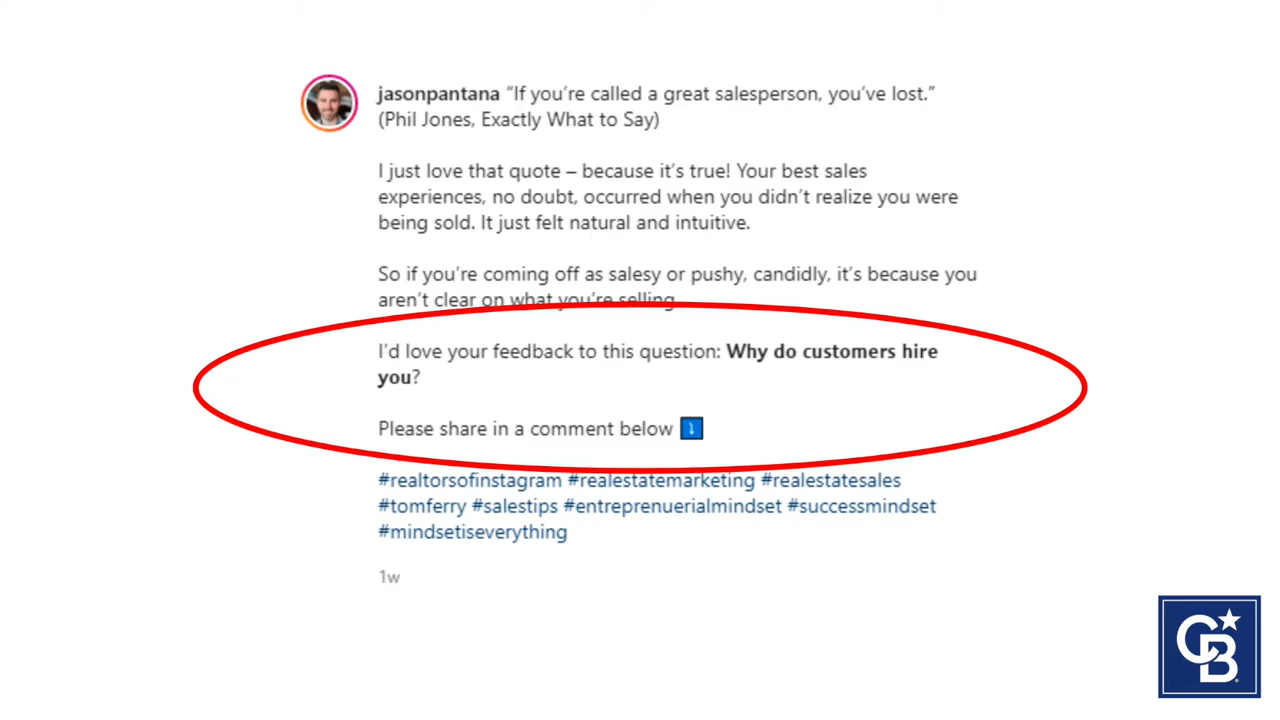 jasonpantana “If you’re called a great salesperson, you’ve lost.”
(Phil Jones, Exactly What to Say)
I just love that quote – because it’s true! Your best sales
experiences, no doubt, occurred when you didn’t realize you were
being sold. It just felt natural and intuitive.
So if you’re coming off as salesy or pushy, candidly, it’s because you
aren’t clear on what you’re selling.
I’d love your feedback to this question: Why do customers hire
you?
Please share in a comment below ⤵
#realtorsofinstagram #realestatemarketing #realestatesales
#tomferry #salestips #entreprenuerialmindset #successmindset
#mindsetiseverything
1w
CB